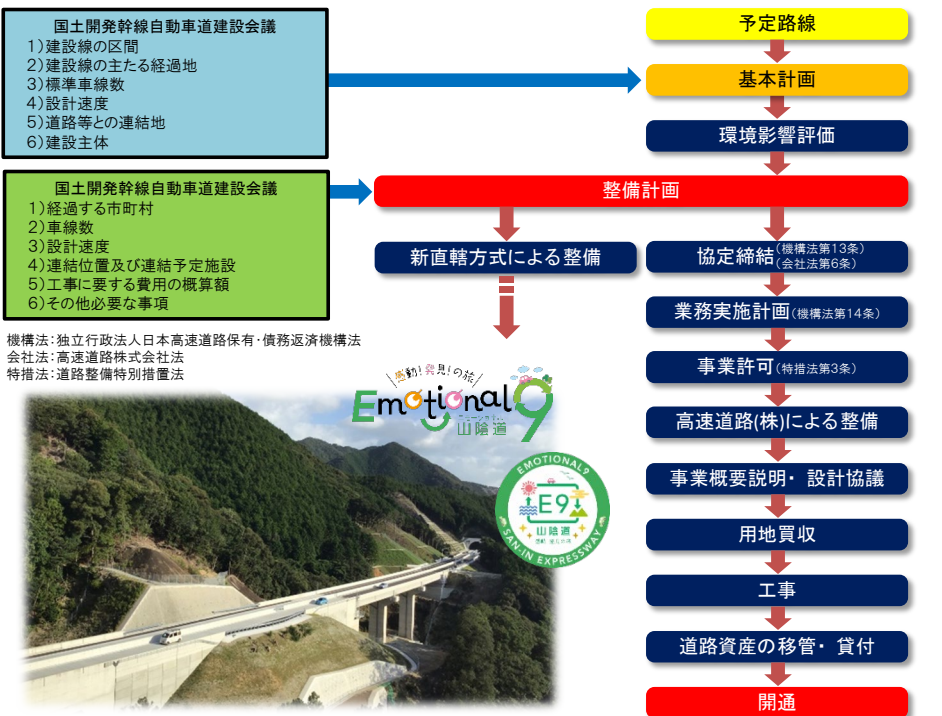 国土開発幹線自動車道建設会議
1)建設線の区間
2)建設線の主たる経過地
3)標準車線数
4)設計速度
5)道路等との連結地
6)建設主体
国土開発幹線自動車道建設会議
1)経過する市町村
2)車線数
3)設計速度
4)連結位置及び連結予定施設
5)工事に要する費用の概算額
6)その他必要な事項
機構法:独立行政法人日本高速道路保有・債務返済機構法
会社法:高速道路株式会社法
特措法:道路整備特別措置法
予定路線
基本計画
環境影響評価
整備計画
新直轄方式による整備
協定締結(機構法第13条)
(会社法第6条)
業務実施計画(機構法第14条)
事業許可(特措法第3条)
高速道路(株)による整備
事業概要説明・ 設計協議
用地買収
工事
道路資産の移管・ 貸付
開通
感動!発見!の旅
Emotional9
山陰道
EMOTIONAL9
E9
山陰道
SAN-IN EXPRESSWAY